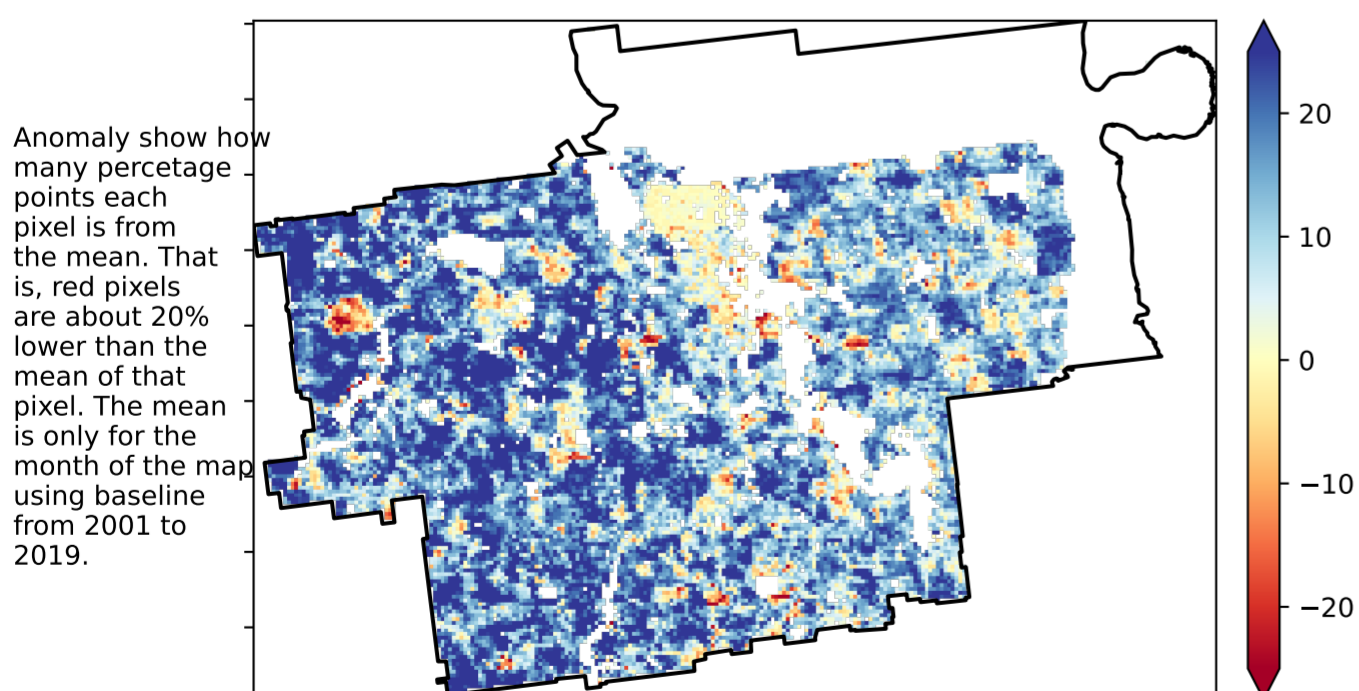 Anomaly show how
many percetage
points each
pixel is from
the mean. That
is, red pixels
are about 20%
lower than the
mean of that
pixel. The mean
is only for the
month of the map
using baseline
from 2001 to
2019.
20
10
0
−10
−20